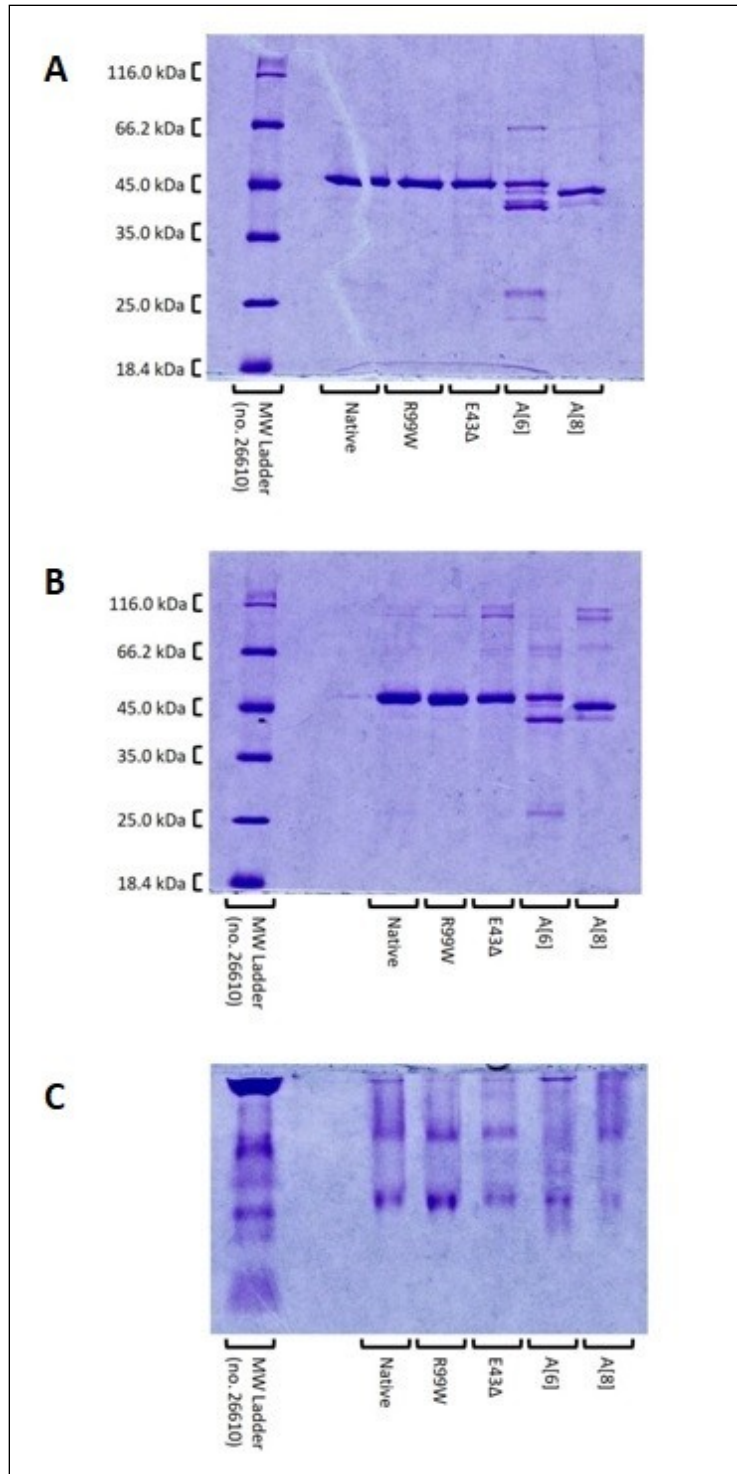 A
116.0 kDa
66.2 kDa
45.0 kDa
35.0 kDa
25.0 kDa
18.4 kDa
MW Ladder
(no. 26610)
Native
R99W
E43Δ
A[6]
A[8]
B
116.0 kDa
66.2 kDa
45.0 kDa
35.0 kDa
25.0 kDa
18.4 kDa
MW Ladder
(no. 26610)
Native
R99W
E43Δ
A[6]
A[8]
C
MW Ladder
(no. 26610)
Native
R99W
E43Δ
A[6]
A[8]